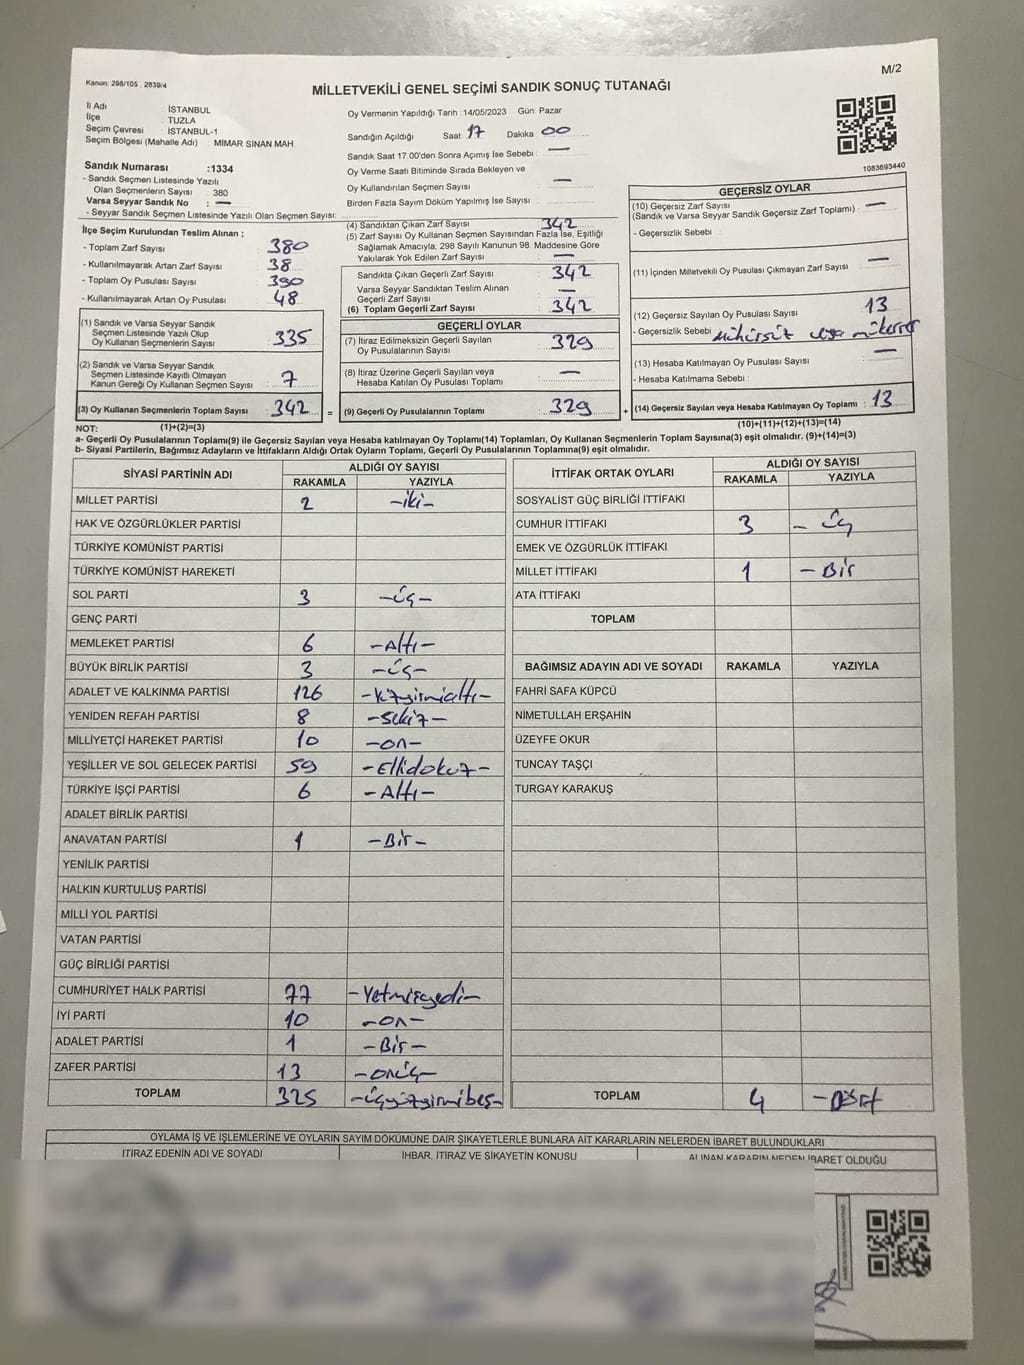 Kanun: 298/105 , 2839/4
M/2
MİLLETVEKİLİ GENEL SEÇİMİ SANDIK SONUÇ TUTANAĞI
İli Adı : İSTANBUL
İlçe : TUZLA
Seçim Çevresi : İSTANBUL-1
Seçim Bölgesi (Mahalle Adı) : MİMAR SİNAN MAH.
Oy Vermenin Yapıldığı Tarih :14/05/2023 Gün: Pazar
Sandığın Açıldığı Saat 17 Dakika 00
Sandık Saat 17.00'den Sonra Açımış İse Sebebi : —
Oy Verme Saati Bitiminde Sırada Bekleyen ve
Oy Kullandırılan Seçmen Sayısı : —
Birden Fazla Sayım Döküm Yapılmış İse Sayısı :
1083693440
Sandık Numarası :1334
- Sandık Seçmen Listesinde Yazılı
Olan Seçmenlerin Sayısı : 380
Varsa Seyyar Sandık No : —
- Seyyar Sandık Seçmen Listesinde Yazılı Olan Seçmen Sayısı:
İlçe Seçim Kurulundan Teslim Alınan ;
- Toplam Zarf Sayısı : 380
- Kullanılmayarak Artan Zarf Sayısı : 38
- Toplam Oy Pusulası Sayısı : 390
- Kullanılmayarak Artan Oy Pusulası : 48
(1) Sandık ve Varsa Seyyar Sandık
Seçmen Listesinde Yazılı Olup
Oy Kullanan Seçmenlerin Sayısı : 335
(2) Sandık ve Varsa Seyyar Sandık
Seçmen Listesinde Kayıtlı Olmayan
Kanun Gereği Oy Kullanan Seçmen Sayısı : 7
(3) Oy Kullanan Seçmenlerin Toplam Sayısı : 342 =
(4) Sandıktan Çıkan Zarf Sayısı : 342
(5) Zarf Sayısı Oy Kullanan Seçmen Sayısından Fazla İse, Eşitliği
Sağlamak Amacıyla, 298 Sayılı Kanunun 98. Maddesine Göre
Yakılarak Yok Edilen Zarf Sayısı : —
Sandıkta Çıkan Geçerli Zarf Sayısı : 342
Varsa Seyyar Sandıktan Teslim Alınan
Geçerli Zarf Sayısı : —
(6) Toplam Geçerli Zarf Sayısı : 342
GEÇERLİ OYLAR
(7) İtiraz Edilmeksizin Geçerli Sayılan
Oy Pusulalarının Sayısı : 329
(8) İtiraz Üzerine Geçerli Sayılan veya
Hesaba Katılan Oy Pusulası Toplamı : —
(9) Geçerli Oy Pusulalarının Toplamı : 329 +
GEÇERSİZ OYLAR
(10) Geçersiz Zarf Sayısı
(Sandık ve Varsa Seyyar Sandık Geçersiz Zarf Toplamı) : —
- Geçersizlik Sebebi :
(11) İçinden Milletvekili Oy Pusulası Çıkmayan Zarf Sayısı : —
(12) Geçersiz Sayılan Oy Pusulası Sayısı : 13
- Geçersizlik Sebebi : mühürsüz veya mükerrer
(13) Hesaba Katılmayan Oy Pusulası Sayısı : —
- Hesaba Katılmama Sebebi :
(14) Geçersiz Sayılan veya Hesaba Katılmayan Oy Toplamı : 13
NOT: (1)+(2)=(3) (10)+(11)+(12)+(13)=(14)
a- Geçerli Oy Pusulalarının Toplamı(9) ile Geçersiz Sayılan veya Hesaba katılmayan Oy Toplamı(14) Toplamları, Oy Kullanan Seçmenlerin Toplam Sayısına(3) eşit olmalıdır. (9)+(14)=(3)
b- Siyasi Partilerin, Bağımsız Adayların ve İttifakların Aldığı Ortak Oyların Toplamı, Geçerli Oy Pusulalarının Toplamına(9) eşit olmalıdır.
SİYASİ PARTİNİN ADI ALDIĞI OY SAYISI
RAKAMLA YAZIYLA
MİLLET PARTİSİ 2 -iki-
HAK VE ÖZGÜRLÜKLER PARTİSİ
TÜRKİYE KOMÜNİST PARTİSİ
TÜRKİYE KOMÜNİST HAREKETİ
SOL PARTİ 3 -üç-
GENÇ PARTİ
MEMLEKET PARTİSİ 6 -Altı-
BÜYÜK BİRLİK PARTİSİ 3 -üç-
ADALET VE KALKINMA PARTİSİ 126
YENİDEN REFAH PARTİSİ 8 -sekiz-
MİLLİYETÇİ HAREKET PARTİSİ 10 -on-
YEŞİLLER VE SOL GELECEK PARTİSİ 59 -Ellidokuz-
TÜRKİYE İŞÇİ PARTİSİ 6 -Altı-
ADALET BİRLİK PARTİSİ
ANAVATAN PARTİSİ 1 -Bir-
YENİLİK PARTİSİ
HALKIN KURTULUŞ PARTİSİ
MİLLİ YOL PARTİSİ
VATAN PARTİSİ
GÜÇ BİRLİĞİ PARTİSİ
CUMHURİYET HALK PARTİSİ 77 -Yetmişyedi-
İYİ PARTİ 10 -on-
ADALET PARTİSİ 1 -Bir-
ZAFER PARTİSİ 13 -onüç-
TOPLAM 325 -üçyüzyirmibeş-
İTTİFAK ORTAK OYLARI ALDIĞI OY SAYISI
RAKAMLA YAZIYLA
SOSYALİST GÜÇ BİRLİĞİ İTTİFAKI
CUMHUR İTTİFAKI 3 - üç
EMEK VE ÖZGÜRLÜK İTTİFAKI
MİLLET İTTİFAKI 1 - Bir
ATA İTTİFAKI
TOPLAM
BAĞIMSIZ ADAYIN ADI VE SOYADI RAKAMLA YAZIYLA
FAHRİ SAFA KÜPCÜ
NİMETULLAH ERŞAHİN
ÜZEYFE OKUR
TUNCAY TAŞÇI
TURGAY KARAKUŞ
TOPLAM 4 - Dört
OYLAMA İŞ VE İŞLEMLERİNE VE OYLARIN SAYIM DÖKÜMÜNE DAİR ŞİKAYETLERLE BUNLARA AİT KARARLARIN NELERDEN İBARET BULUNDUKLARI
İTİRAZ EDENİN ADI VE SOYADI İHBAR, İTİRAZ VE ŞİKAYETİN KONUSU ALINAN KARARIN NEDEN İBARET OLDUĞU